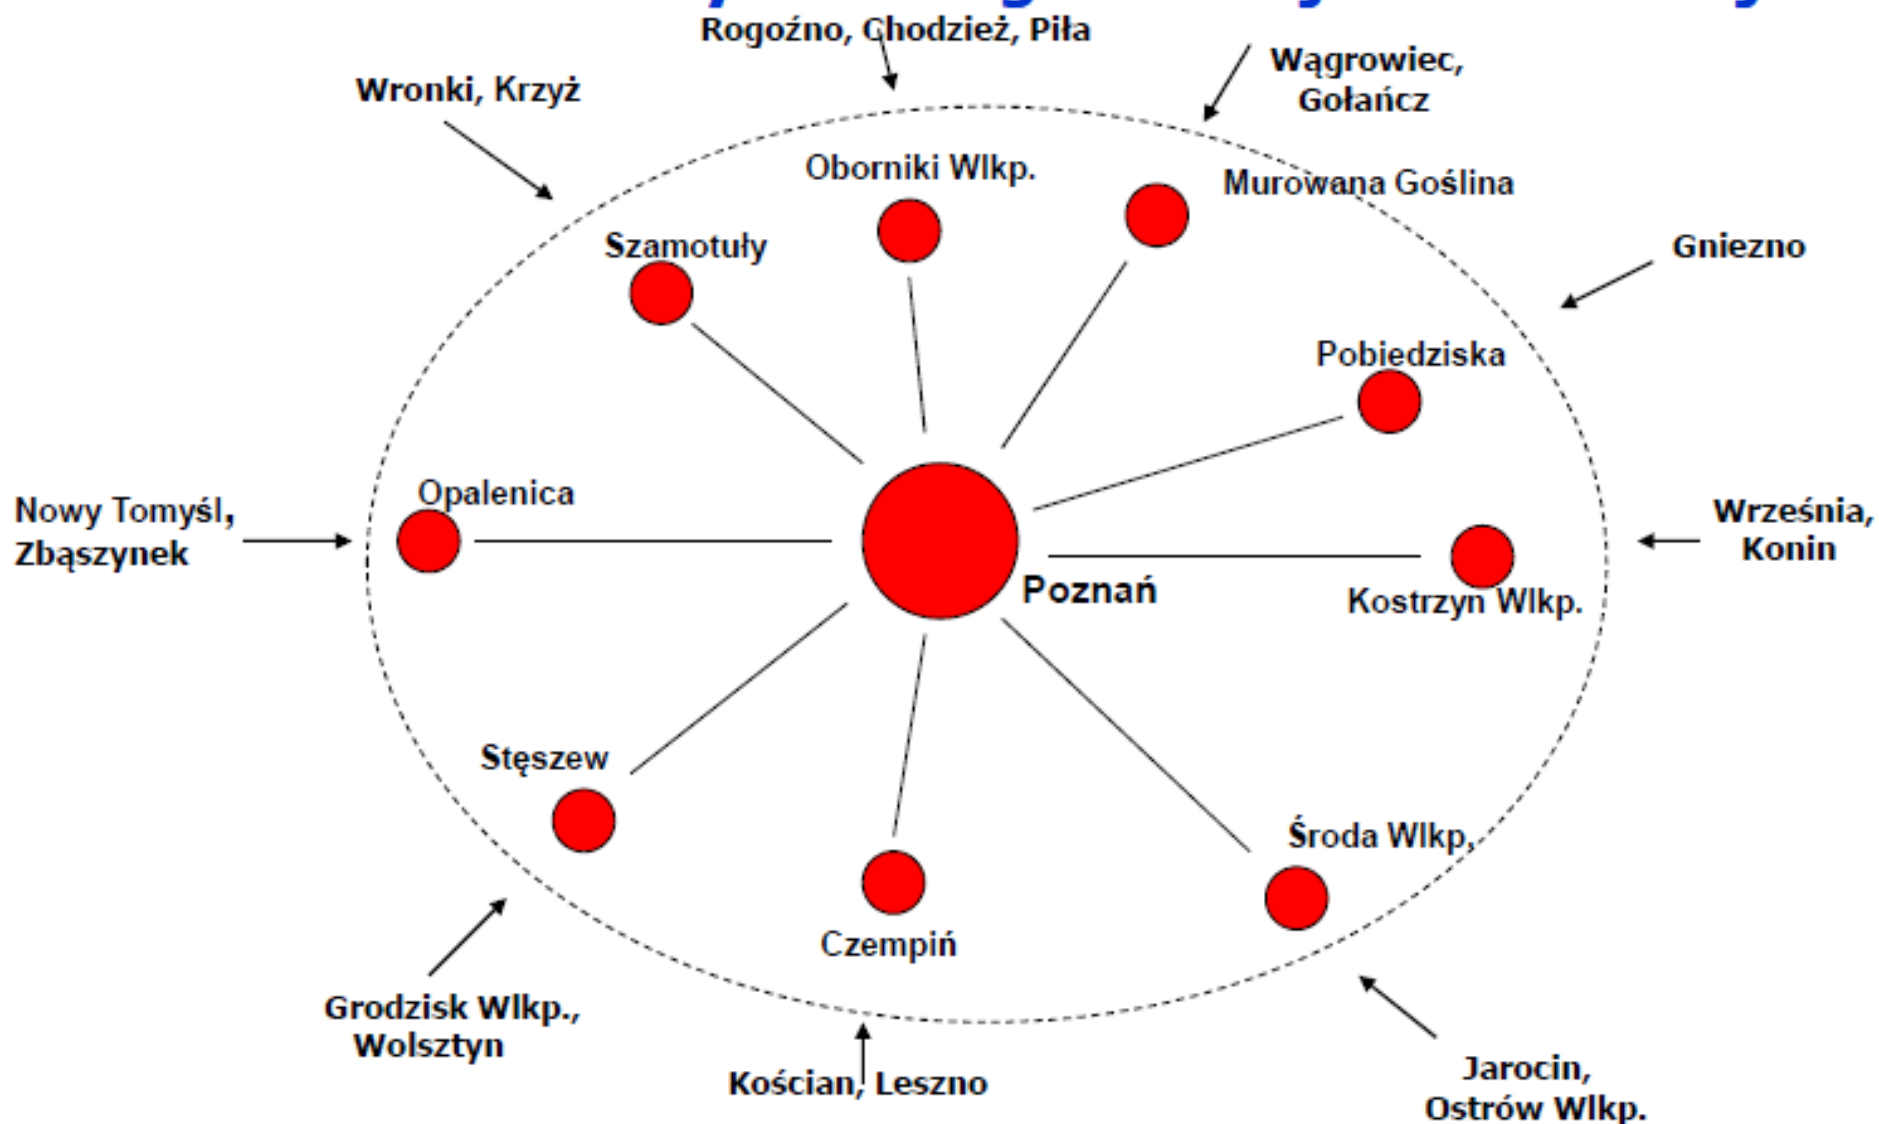 Rogoźno, Chodzież, Piła
Wągrowiec,
Gołańcz
Wronki, Krzyż
Oborniki Wlkp.
Murowana Goślina
Szamotuły
Gniezno
Pobiedziska
Opalenica
Nowy Tomyśl,
Zbąszynek
Września,
Konin
Poznań
Kostrzyn Wlkp.
Stęszew
Środa Wlkp,
Czempiń
Grodzisk Wlkp.,
Wolsztyn
Kościan, Leszno
Jarocin,
Ostrów Wlkp.